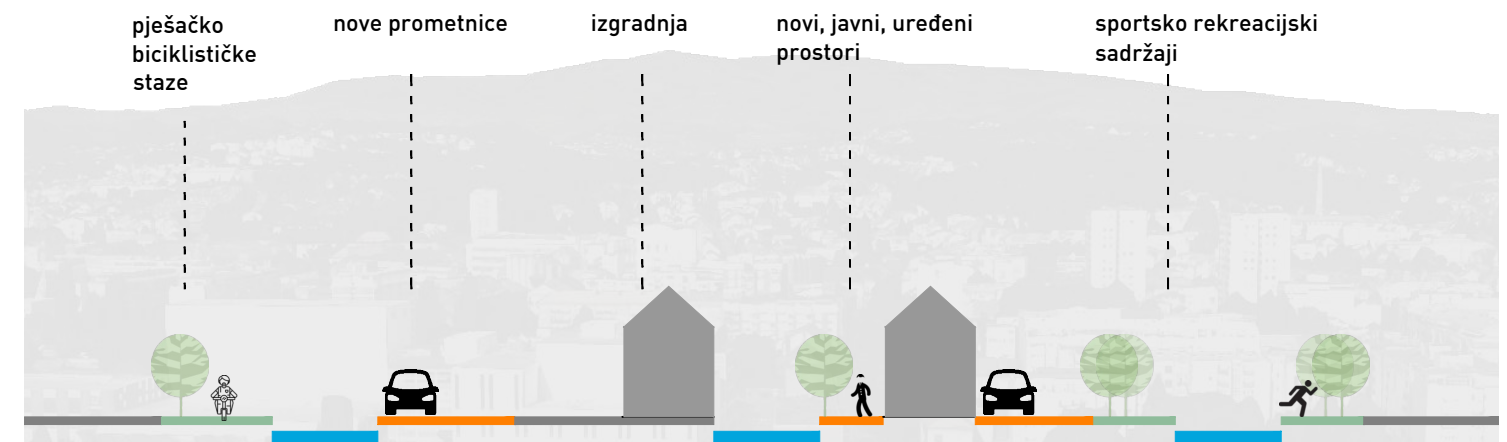 pješačko
biciklističke
staze
nove prometnice
izgradnja
novi, javni, uređeni
prostori
sportsko rekreacijski
sadržaji